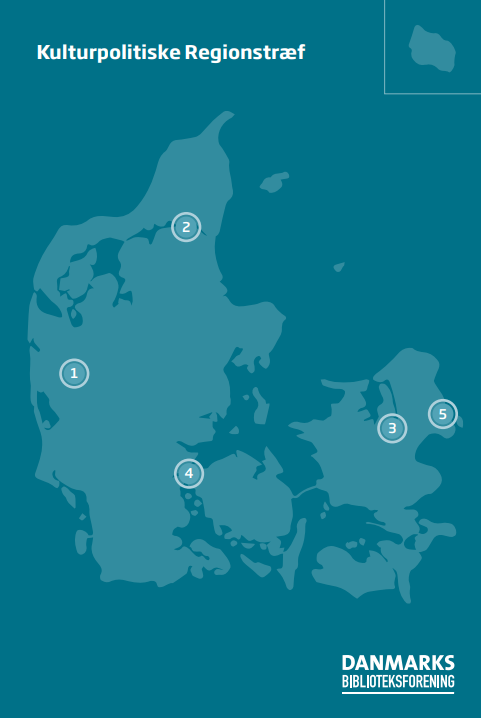 Kulturpolitiske Regionstræf
2
1
5
3
4
DANMARKS
BIBLIOTEKSFORENING